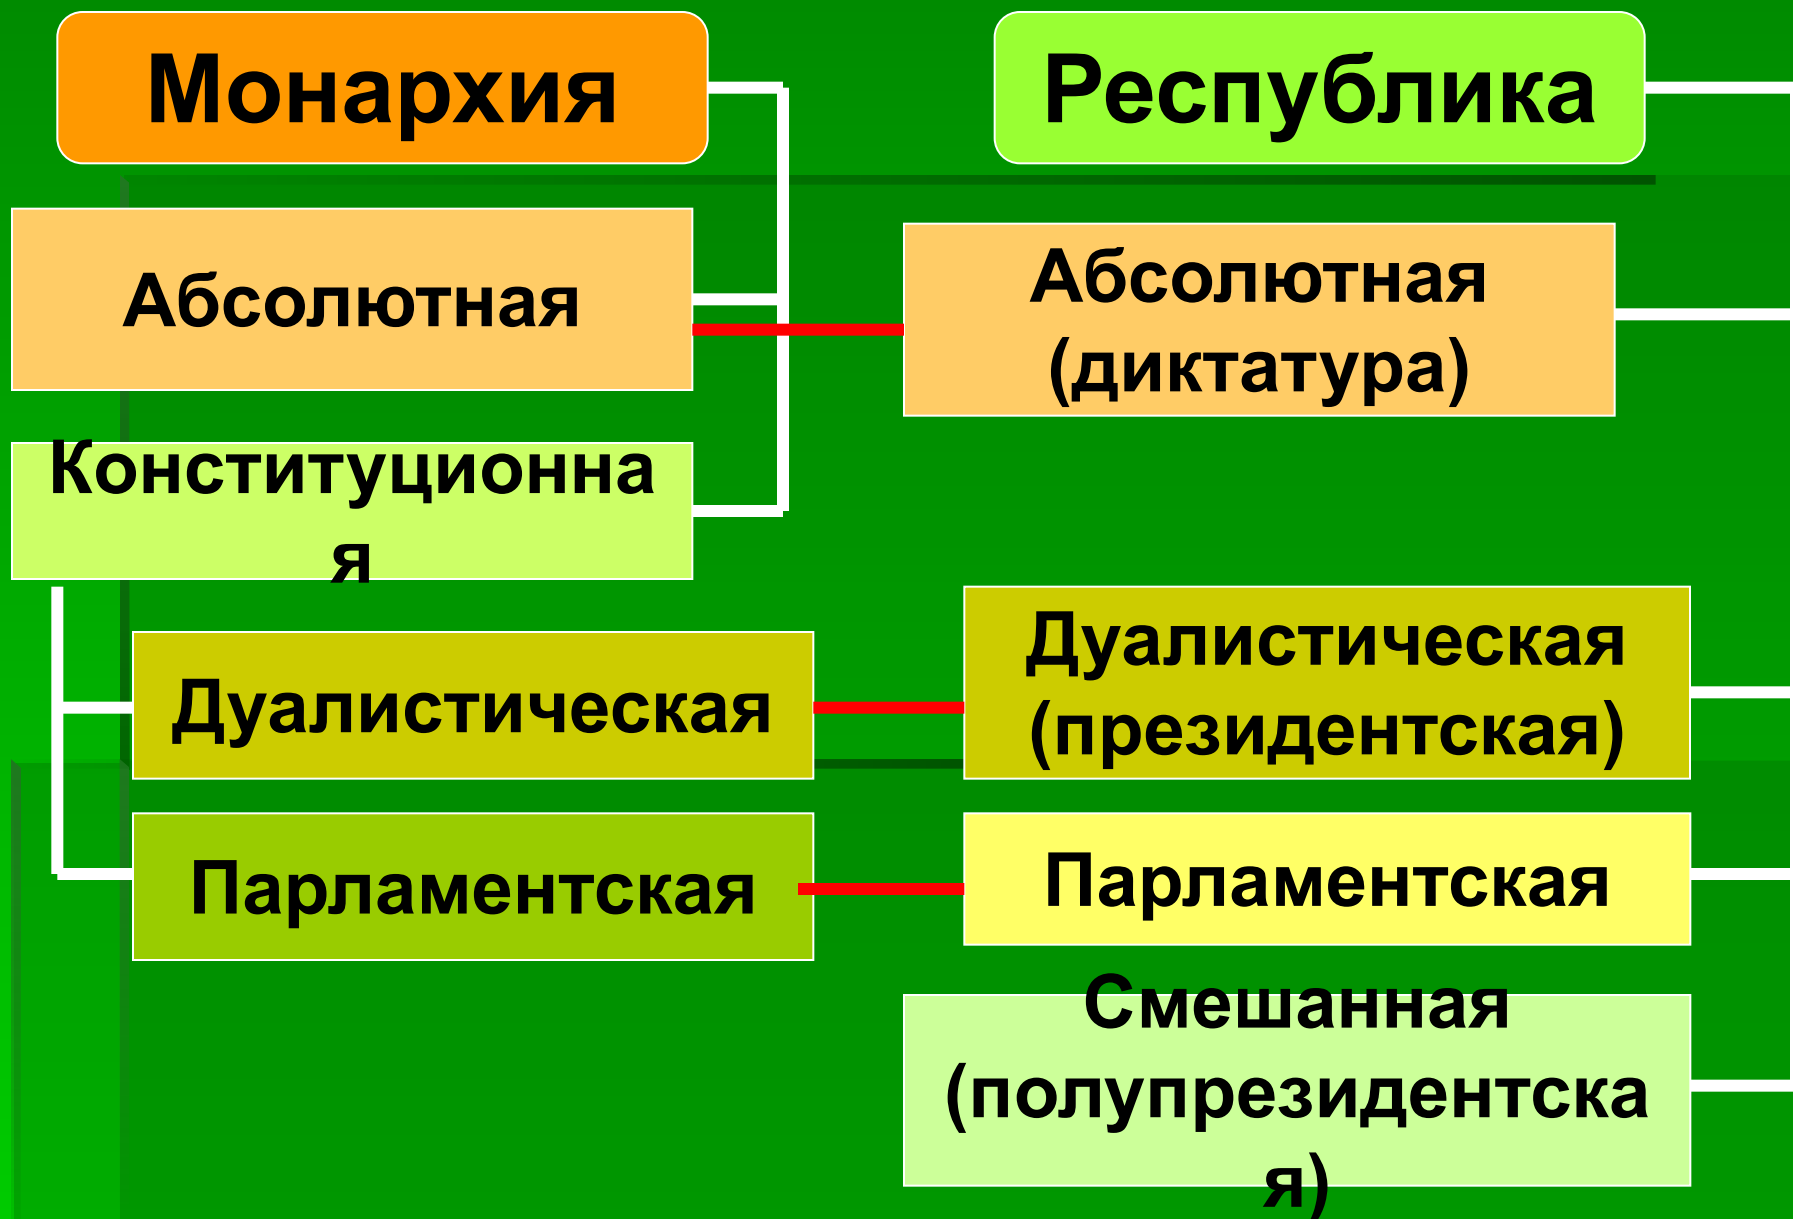 Монархия
Республика
Абсолютная
Абсолютная
(диктатура)
Конституционна
я
Дуалистическая
Дуалистическая
(президентская)
Парламентская
Парламентская
Смешанная
(полупрезидентска
я)